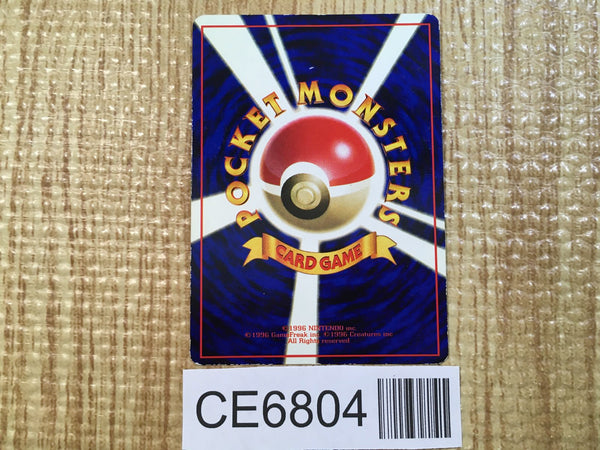 POCKET MONSTERS
CARD GAME
©1996 NINTENDO inc
©1996 GameFreak inc ©1996 Creatures inc
All Rights reserved
CE6804